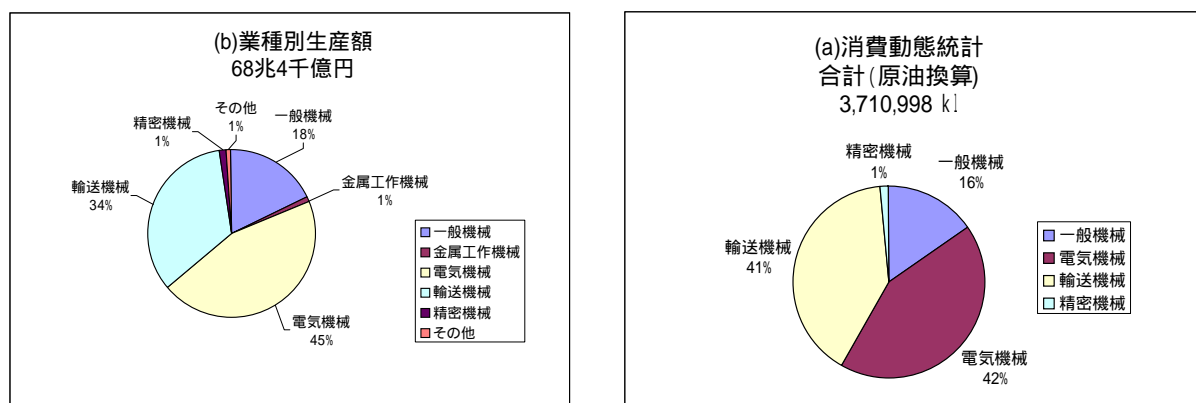 (b)業種別生産額
68兆4千億円
その他
1%
一般機械
18%
精密機械
1%
金属工作機械
1%
輸送機械
34%
電気機械
45%
一般機械
金属工作機械
電気機械
輸送機械
精密機械
その他
(a)消費動態統計
合計(原油換算)
3,710,998 kl
精密機械
1%
一般機械
16%
輸送機械
41%
電気機械
42%
一般機械
電気機械
輸送機械
精密機械